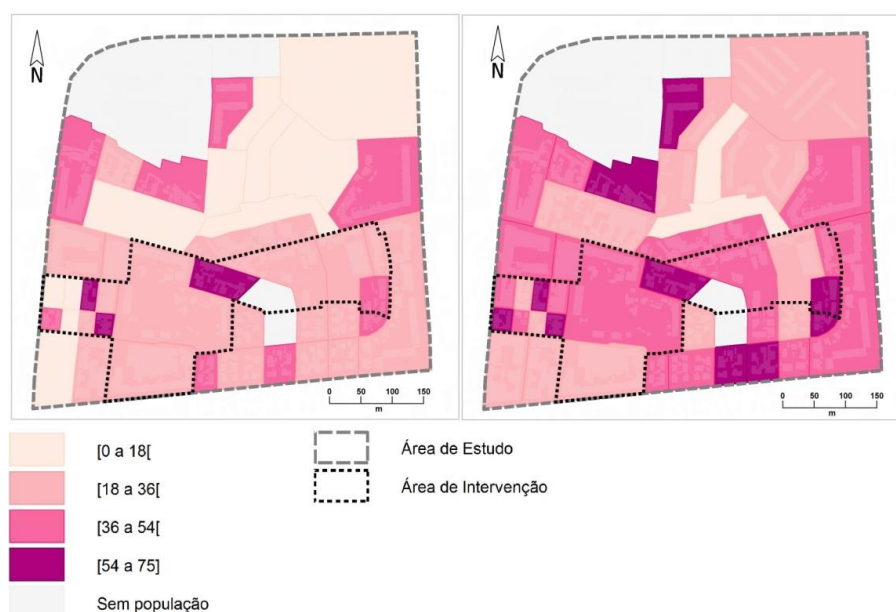 N
0 50 100 150
m
N
0 50 100 150
m
[0 a 18[
[18 a 36[
[36 a 54[
[54 a 75]
Sem população
Área de Estudo
Área de Intervenção